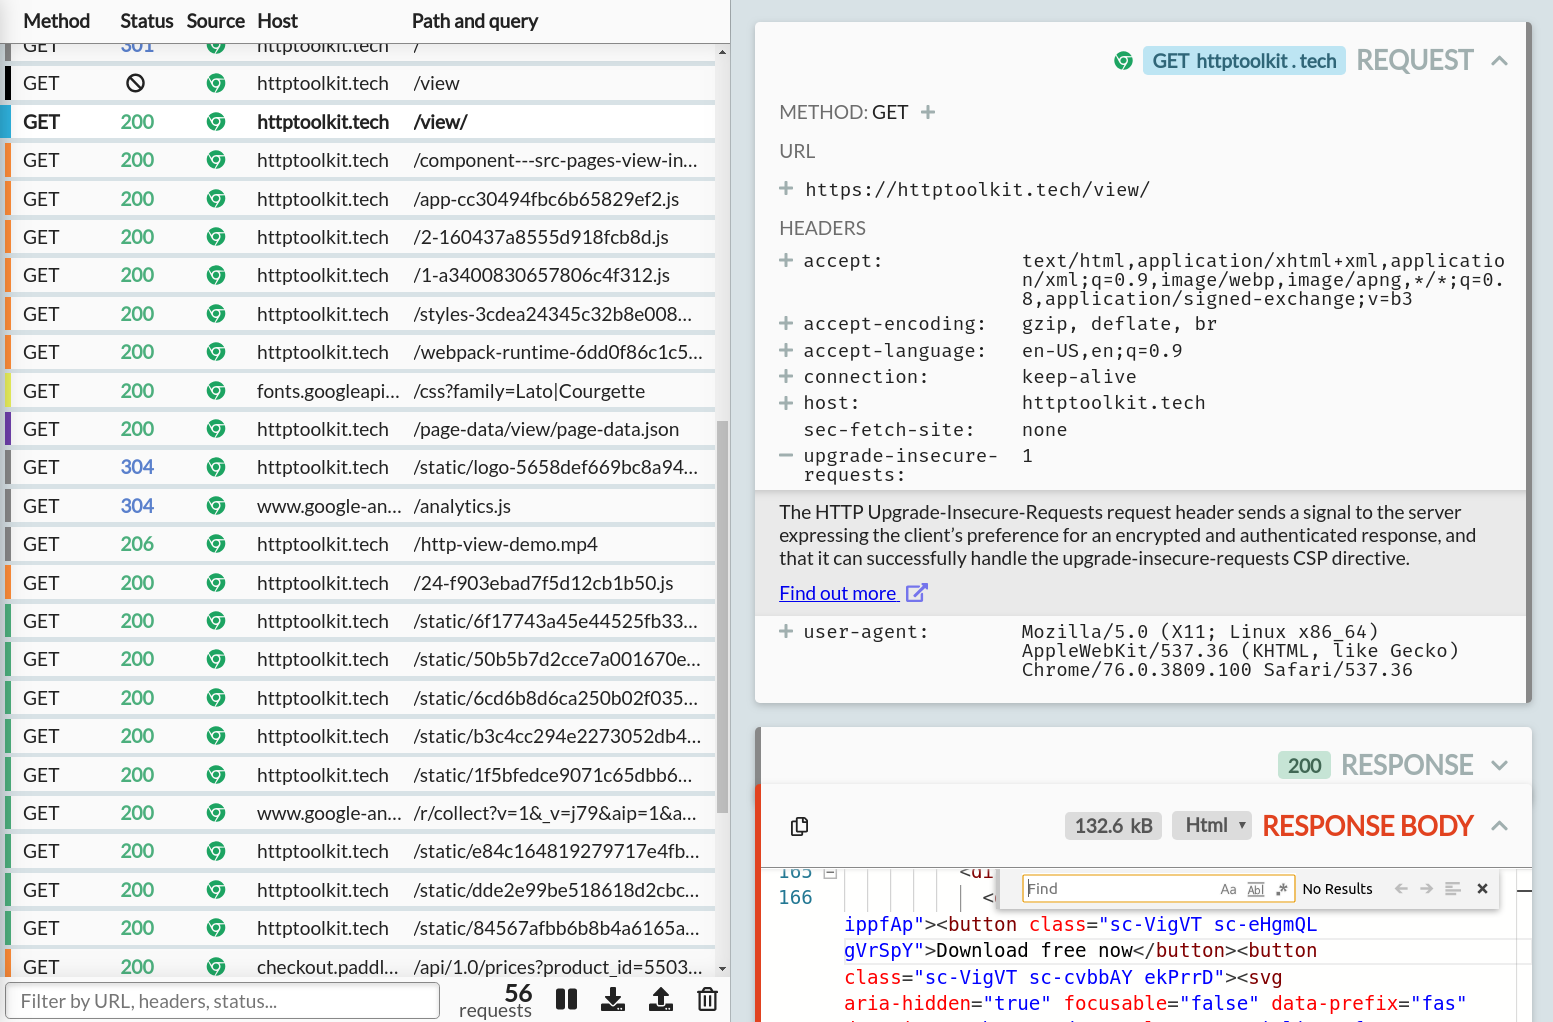 Method Status Source Host Path and query
GET 301 httptoolkit.tech /
GET httptoolkit.tech /view
GET 200 httptoolkit.tech /view/
GET 200 httptoolkit.tech /component---src-pages-view-in...
GET 200 httptoolkit.tech /app-cc30494fbc6b65829ef2.js
GET 200 httptoolkit.tech /2-160437a8555d918fcb8d.js
GET 200 httptoolkit.tech /1-a3400830657806c4f312.js
GET 200 httptoolkit.tech /styles-3cdea24345c32b8e008...
GET 200 httptoolkit.tech /webpack-runtime-6dd0f86c1c5...
GET 200 fonts.googleapi... /css?family=Lato|Courgette
GET 200 httptoolkit.tech /page-data/view/page-data.json
GET 304 httptoolkit.tech /static/logo-5658def669bc8a94...
GET 304 www.google-an... /analytics.js
GET 206 httptoolkit.tech /http-view-demo.mp4
GET 200 httptoolkit.tech /24-f903ebad7f5d12cb1b50.js
GET 200 httptoolkit.tech /static/6f17743a45e44525fb33...
GET 200 httptoolkit.tech /static/50b5b7d2cce7a001670e...
GET 200 httptoolkit.tech /static/6cd6b8d6ca250b02f035...
GET 200 httptoolkit.tech /static/b3c4cc294e2273052db4...
GET 200 httptoolkit.tech /static/1f5bfedce9071c65dbb6...
GET 200 www.google-an... /r/collect?v=1&_v=j79&aip=1&a...
GET 200 httptoolkit.tech /static/e84c164819279717e4fb...
GET 200 httptoolkit.tech /static/dde2e99be518618d2cbc...
GET 200 httptoolkit.tech /static/84567afbb6b8b4a6165a...
GET 200 checkout.paddl... /api/1.0/prices?product_id=5503...
Filter by URL, headers, status... 56 requests
GET httptoolkit.tech REQUEST
METHOD: GET
URL
https://httptoolkit.tech/view/
HEADERS
accept: text/html,application/xhtml+xml,applicatio
n/xml;q=0.9,image/webp,image/apng,*/*;q=0.
8,application/signed-exchange;v=b3
accept-encoding: gzip, deflate, br
accept-language: en-US,en;q=0.9
connection: keep-alive
host: httptoolkit.tech
sec-fetch-site: none
upgrade-insecure- 1
requests:
The HTTP Upgrade-Insecure-Requests request header sends a signal to the server
expressing the client’s preference for an encrypted and authenticated response, and
that it can successfully handle the upgrade-insecure-requests CSP directive.
Find out more
user-agent: Mozilla/5.0 (X11; Linux x86_64)
AppleWebKit/537.36 (KHTML, like Gecko)
Chrome/76.0.3809.100 Safari/537.36
200 RESPONSE
132.6 kB Html RESPONSE BODY
165 <di
Find Aa Abl .* No Results
166 <
ippfAp"><button class="sc-VigVT sc-eHgmQL
gVrSpY">Download free now</button><button
class="sc-VigVT sc-cvbbAY ekPrrD"><svg
aria-hidden="true" focusable="false" data-prefix="fas"